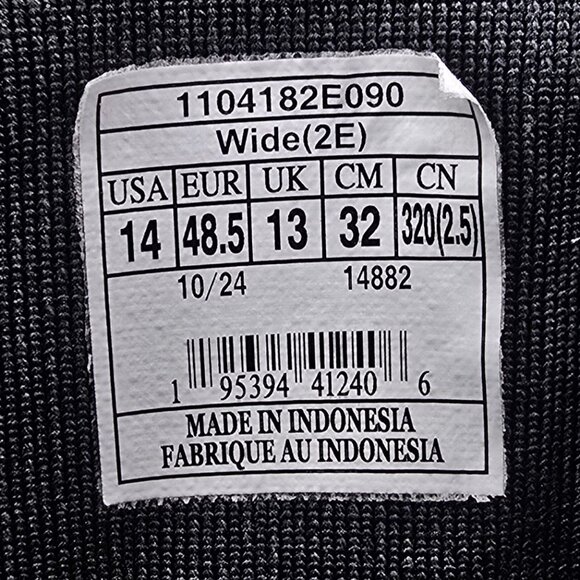 1104182E090
Wide(2E)
USA EUR UK CM CN
14 48.5 13 32 320(2.5)
10/24 14882
1 95394 41240 6
MADE IN INDONESIA
FABRIQUE AU INDONESIA